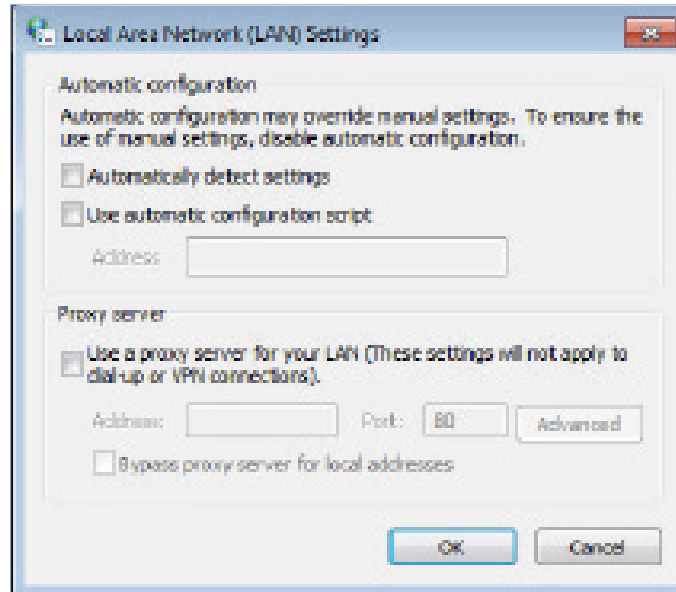 Local Area Network (LAN) Settings
Automatic configuration
Automatic configuration may override manual settings. To ensure the
use of manual settings, disable automatic configuration.
Automatically detect settings
Use automatic configuration script
Address
Proxy server
Use a proxy server for your LAN (These settings will not apply to
dial-up or VPN connections).
Address: Port: 80 Advanced
Bypass proxy server for local addresses
OK Cancel